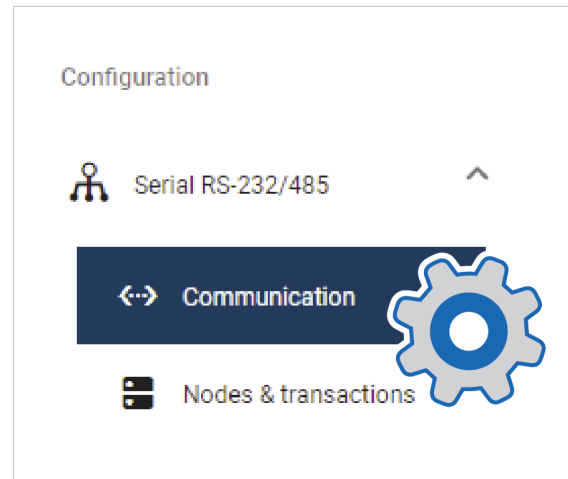 Configuration
Serial RS-232/485
Communication
Nodes & transactions